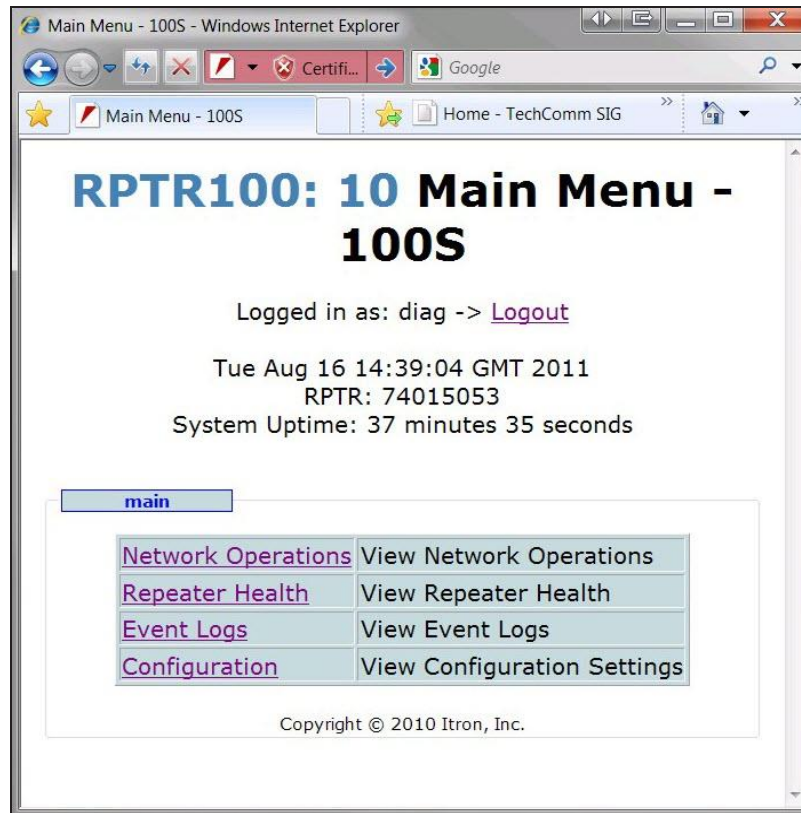 Main Menu - 100S - Windows Internet Explorer
Certifi...
Google
Main Menu - 100S
Home - TechComm SIG
RPTR100: 10 Main Menu -
100S
Logged in as: diag -> Logout
Tue Aug 16 14:39:04 GMT 2011
RPTR: 74015053
System Uptime: 37 minutes 35 seconds
main
Network Operations View Network Operations
Repeater Health View Repeater Health
Event Logs View Event Logs
Configuration View Configuration Settings
Copyright © 2010 Itron, Inc.